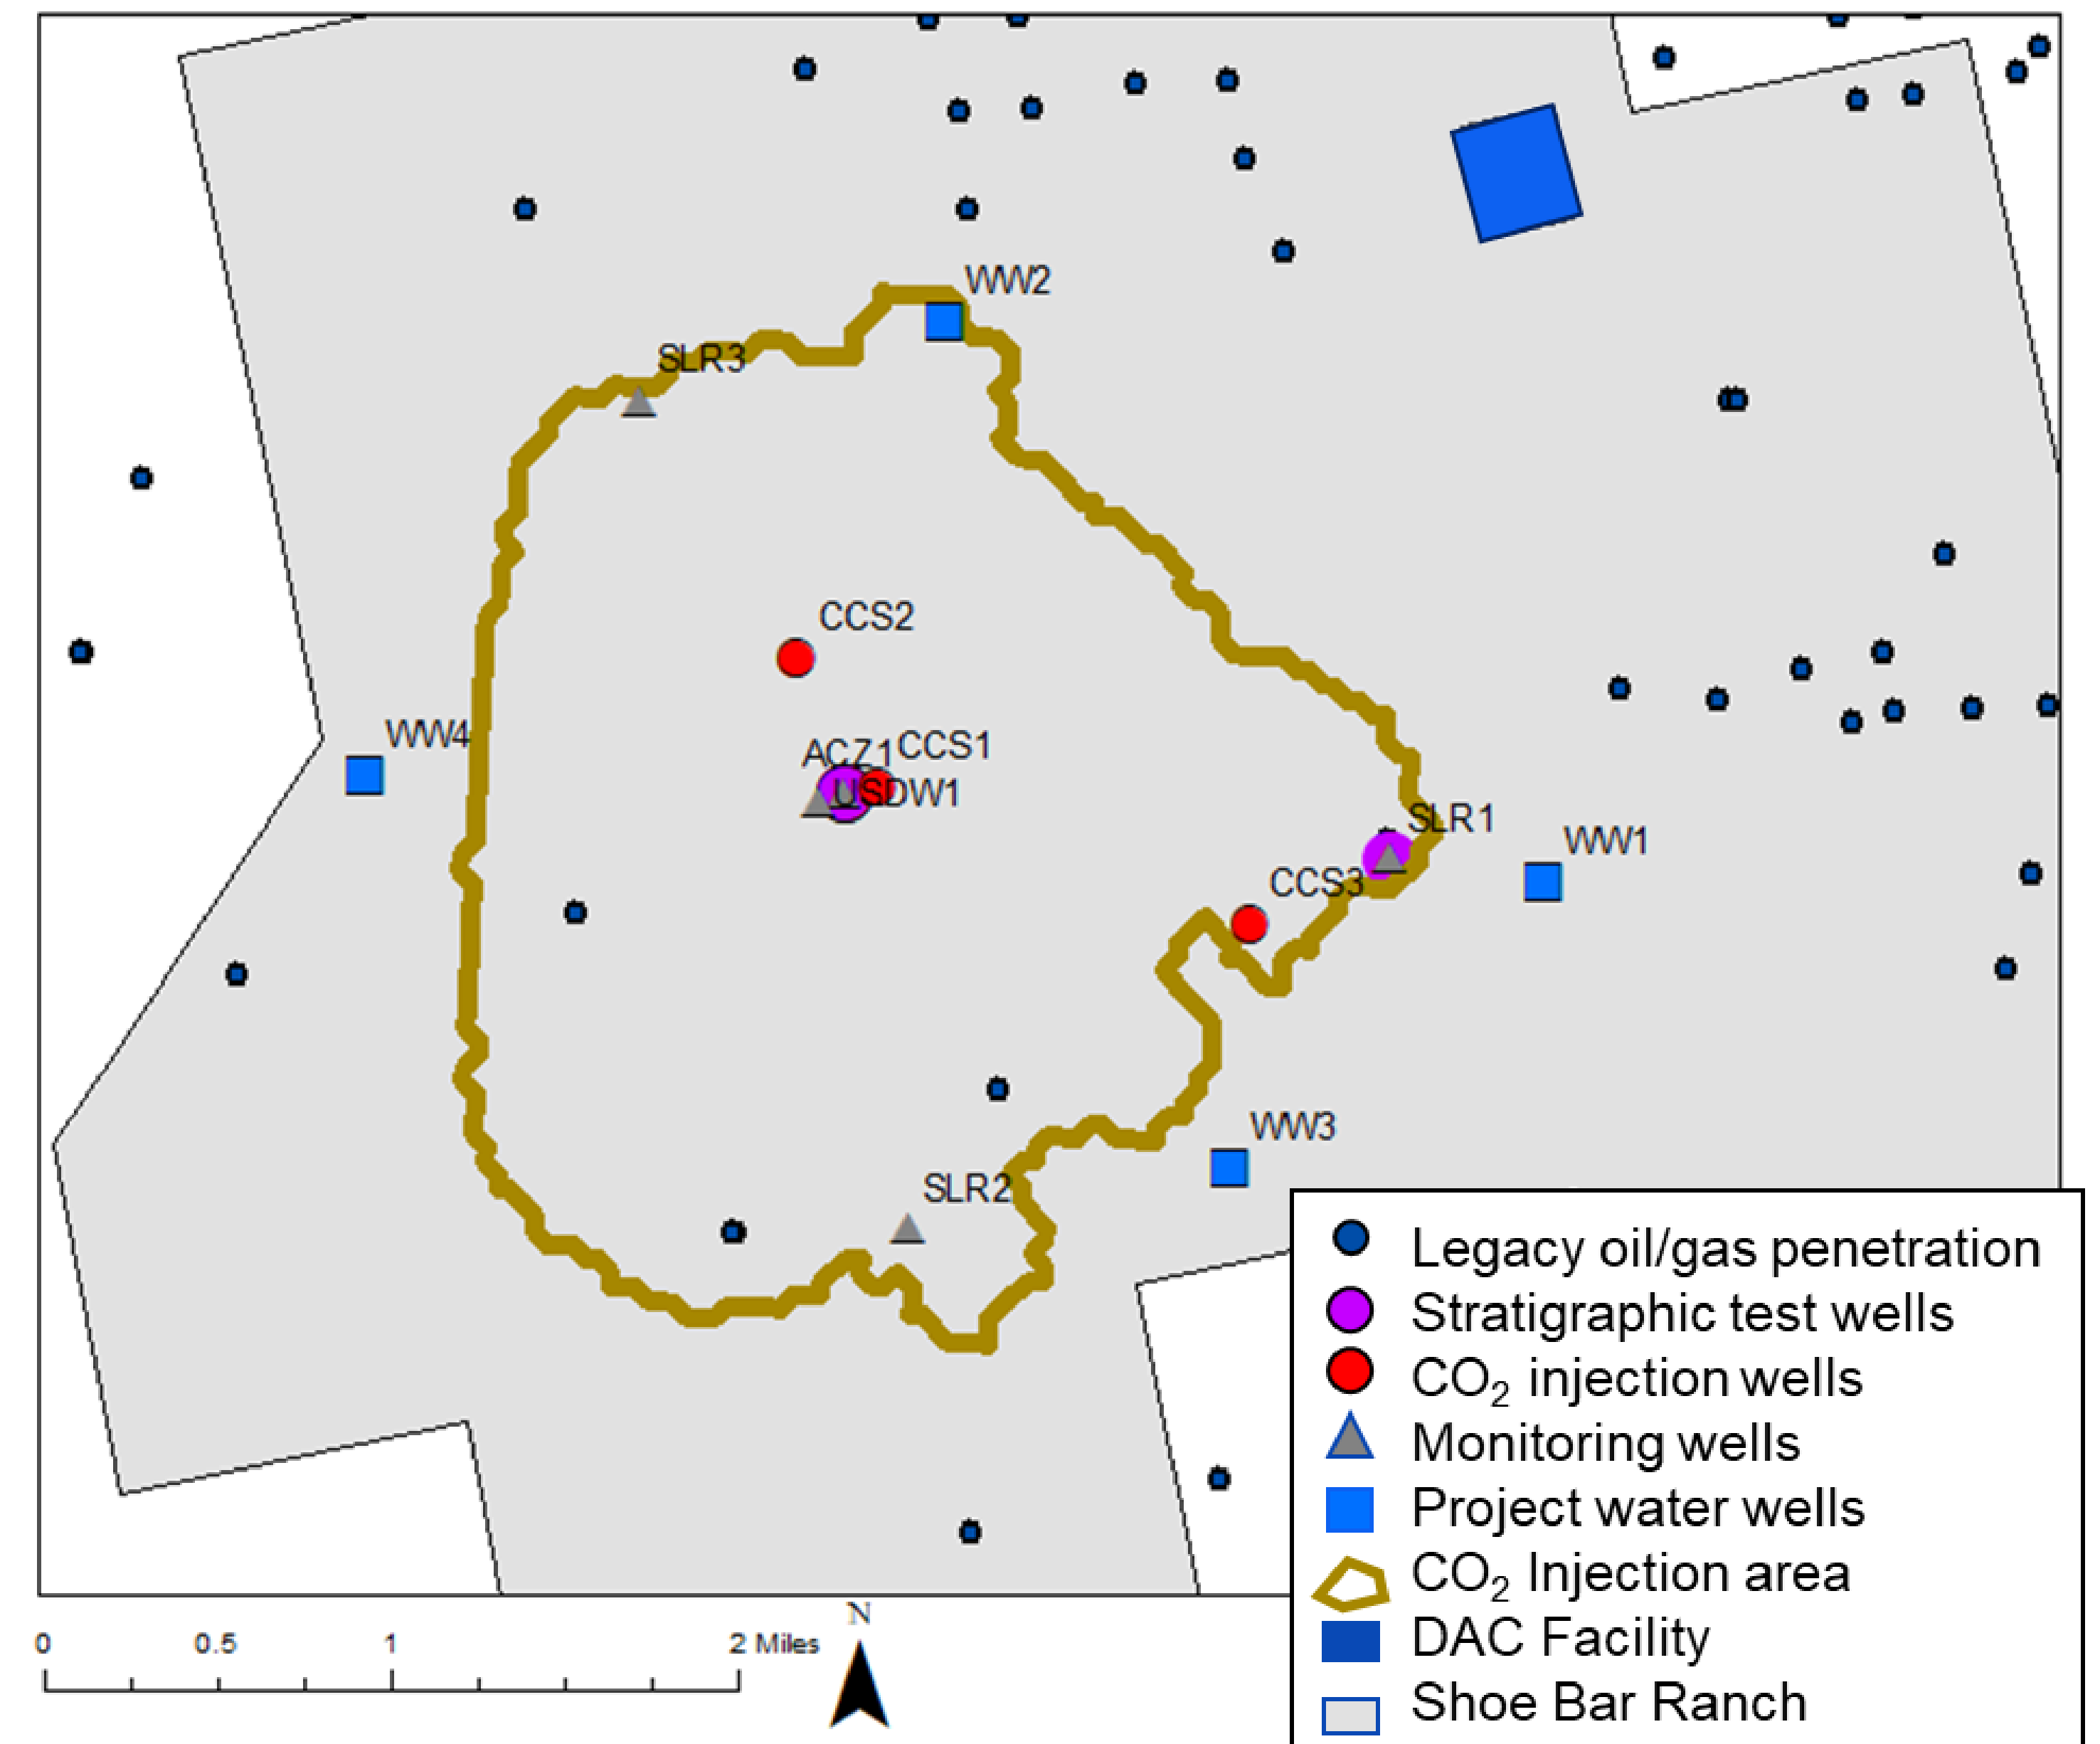 WW2
SLR3
CCS2
WW4
ACZ1 CCS1
USDW1
SLR1
WW1
CCS3
WW3
SLR2
Legacy oil/gas penetration
Stratigraphic test wells
CO₂ injection wells
Monitoring wells
Project water wells
CO₂ Injection area
DAC Facility
Shoe Bar Ranch
N
0 0.5 1 2 Miles